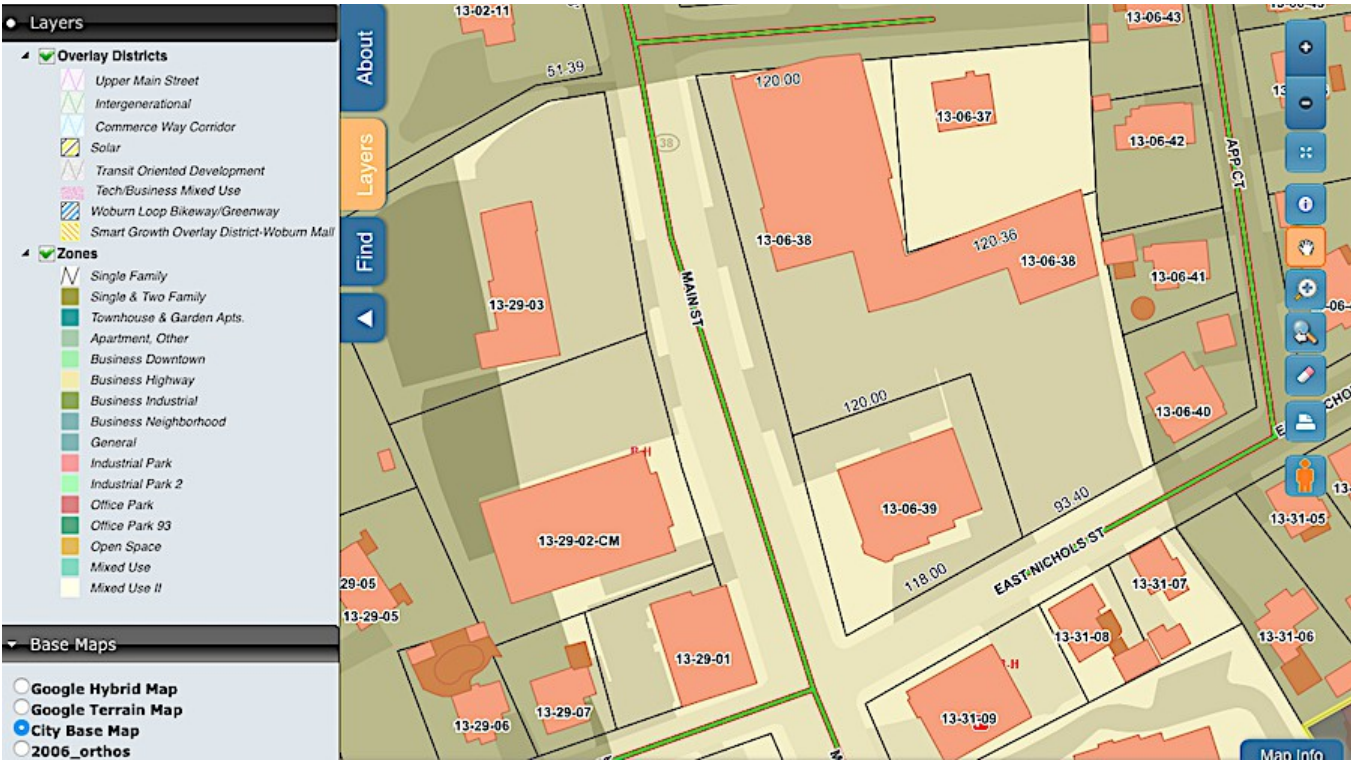 Layers
Overlay Districts
Upper Main Street
Intergenerational
Commerce Way Corridor
Solar
Transit Oriented Development
Tech/Business Mixed Use
Woburn Loop Bikeway/Greenway
Smart Growth Overlay District-Woburn Mall
Zones
Single Family
Single & Two Family
Townhouse & Garden Apts.
Apartment, Other
Business Downtown
Business Highway
Business Industrial
Business Neighborhood
General
Industrial Park
Industrial Park 2
Office Park
Office Park 93
Open Space
Mixed Use
Mixed Use II
Base Maps
Google Hybrid Map
Google Terrain Map
City Base Map
2006_orthos
About
Layers
Find
13-02-11
13-06-43
51.39
120.00
13-06-37
38
13-06-42
APP CT
13-06-38
120.36
13-06-38
13-06-41
MAIN ST
13-29-03
120.00
13-06-40
B-H
13-06-39
93.40
13-29-02-CM
13-31-05
118.00
EAST NICHOLS ST
29-05
13-29-05
13-31-07
13-31-08
13-31-06
13-29-01
13-29-07
13-29-06
13-31-09
Map Info